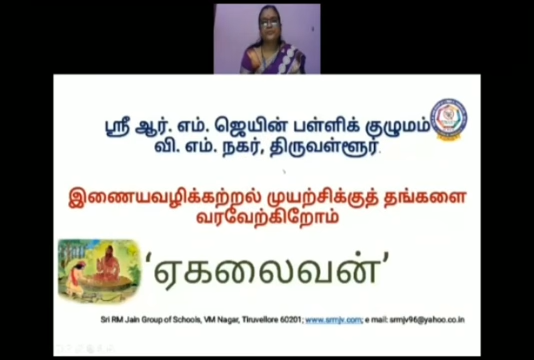 ஸ்ரீ ஆர். எம். ஜெயின் பள்ளிக் குழுமம்
வி. எம். நகர், திருவள்ளூர்.
இணையவழிக்கற்றல் முயற்சிக்குத் தங்களை
வரவேற்கிறோம்
‘ஏகலைவன்’
Sri RM Jain Group of Schools, VM Nagar, Tiruvellore 60201; www.srmjv.com; e mail: srmjv96@yahoo.co.in